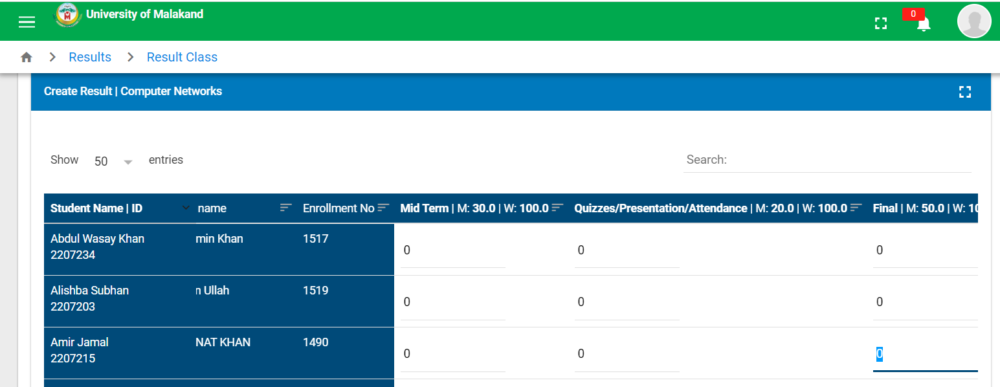 University of Malakand
0
Results > Result Class
Create Result | Computer Networks
Show 50 entries
Search:
Student Name | ID name Enrollment No Mid Term | M: 30.0 | W: 100.0 Quizzes/Presentation/Attendance | M: 20.0 | W: 100.0 Final | M: 50.0 | W: 10
Abdul Wasay Khan min Khan 1517
2207234 0 0 0
Alishba Subhan n Ullah 1519
2207203 0 0 0
Amir Jamal NAT KHAN 1490
2207215 0 0 0